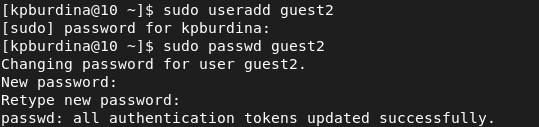 [kpburdina@10 ~]$ sudo useradd guest2
[sudo] password for kpburdina:
[kpburdina@10 ~]$ sudo passwd guest2
Changing password for user guest2.
New password:
Retype new password:
passwd: all authentication tokens updated successfully.